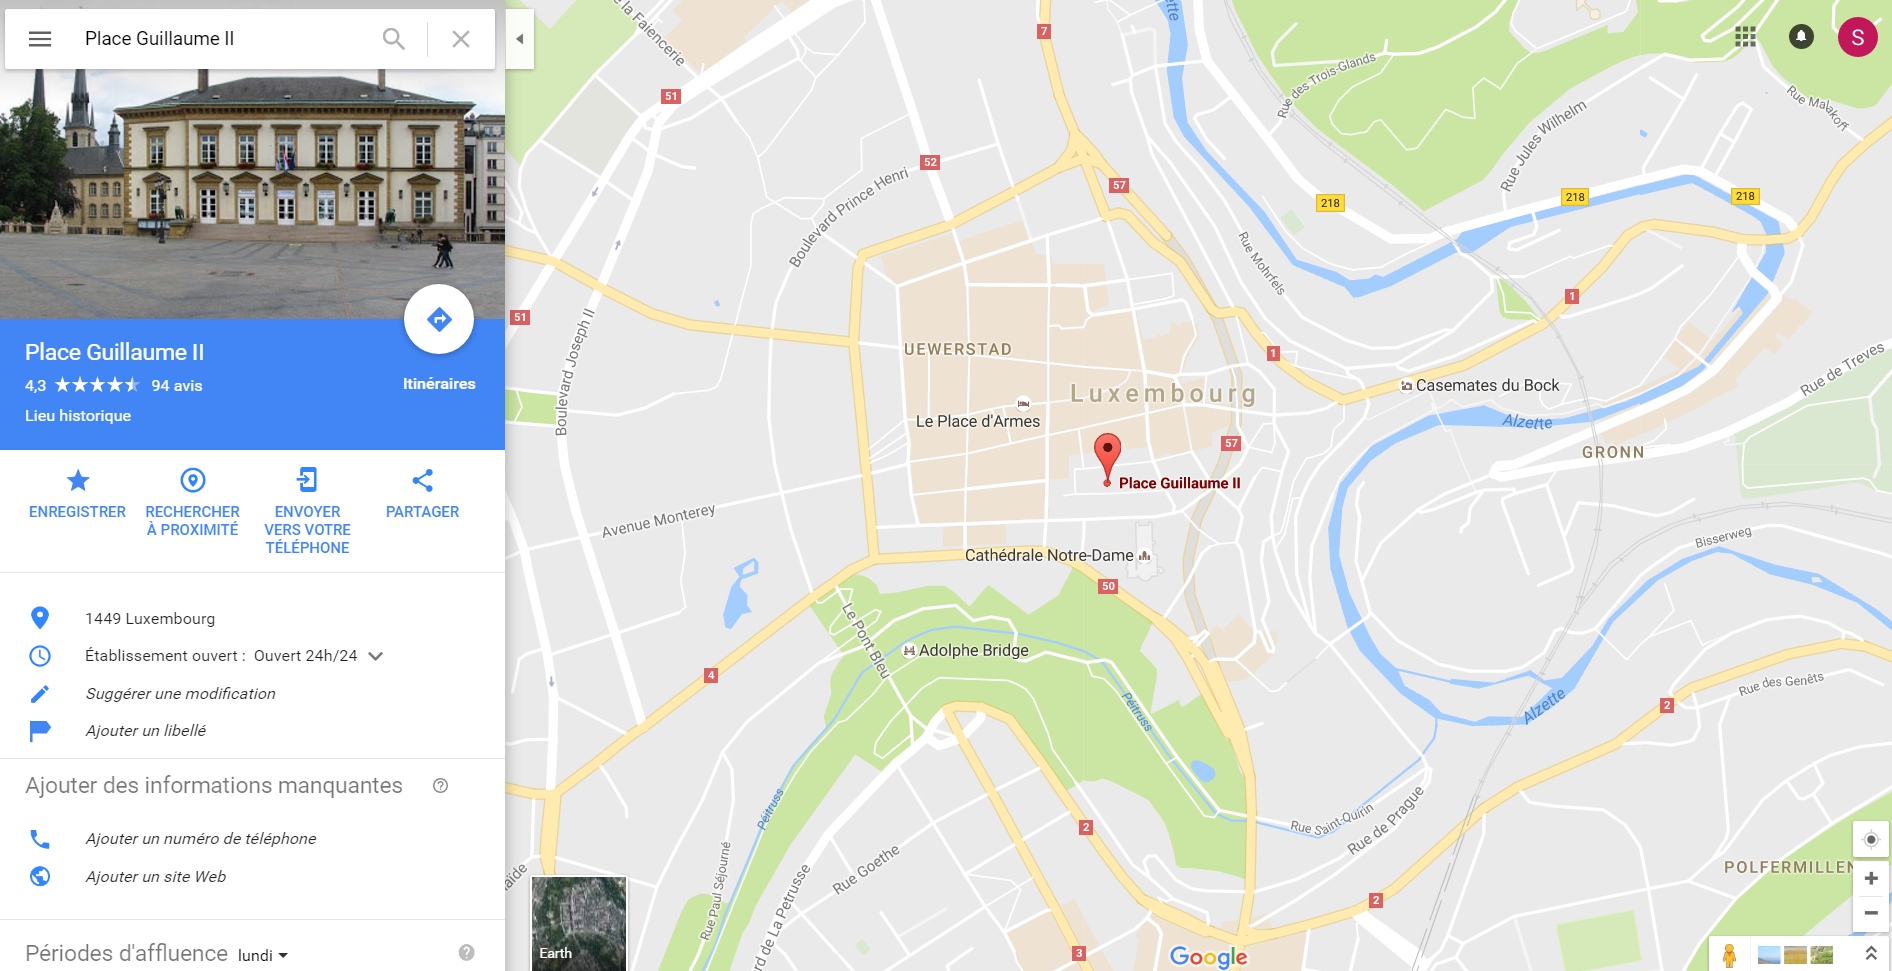 Place Guillaume II
Place Guillaume II
4,3 94 avis
Itinéraires
Lieu historique
ENREGISTRER
RECHERCHER
À PROXIMITÉ
ENVOYER
VERS VOTRE
TÉLÉPHONE
PARTAGER
1449 Luxembourg
Établissement ouvert : Ouvert 24h/24
Suggérer une modification
Ajouter un libellé
Ajouter des informations manquantes
Ajouter un numéro de téléphone
Ajouter un site Web
Périodes d'affluence lundi
S
de la Faïencerie
Alzette
7
51
Rue des Trois-Glands
Rue Malakoff
Rue Jules Wilhelm
52
57
Boulevard Prince Henri
218
218
218
Rue Mohrfels
1
51
Boulevard Joseph II
UEWERSTAD
1
Luxembourg
Casemates du Bock
Rue de Treves
Le Place d'Armes
Alzette
57
GRONN
Place Guillaume II
Avenue Monterey
Bisserweg
Cathédrale Notre-Dame
50
Le Pont Bleu
Adolphe Bridge
4
Pétruss
Rue des Genêts
Alzette
2
Pétruss
Rue Saint-Quirin
Rue de Prague
2
Rue Goethe
POLFERMILLEN
Rue Paul Séjourné
rd de La Petrusse
aïde
2
3
Earth
Google